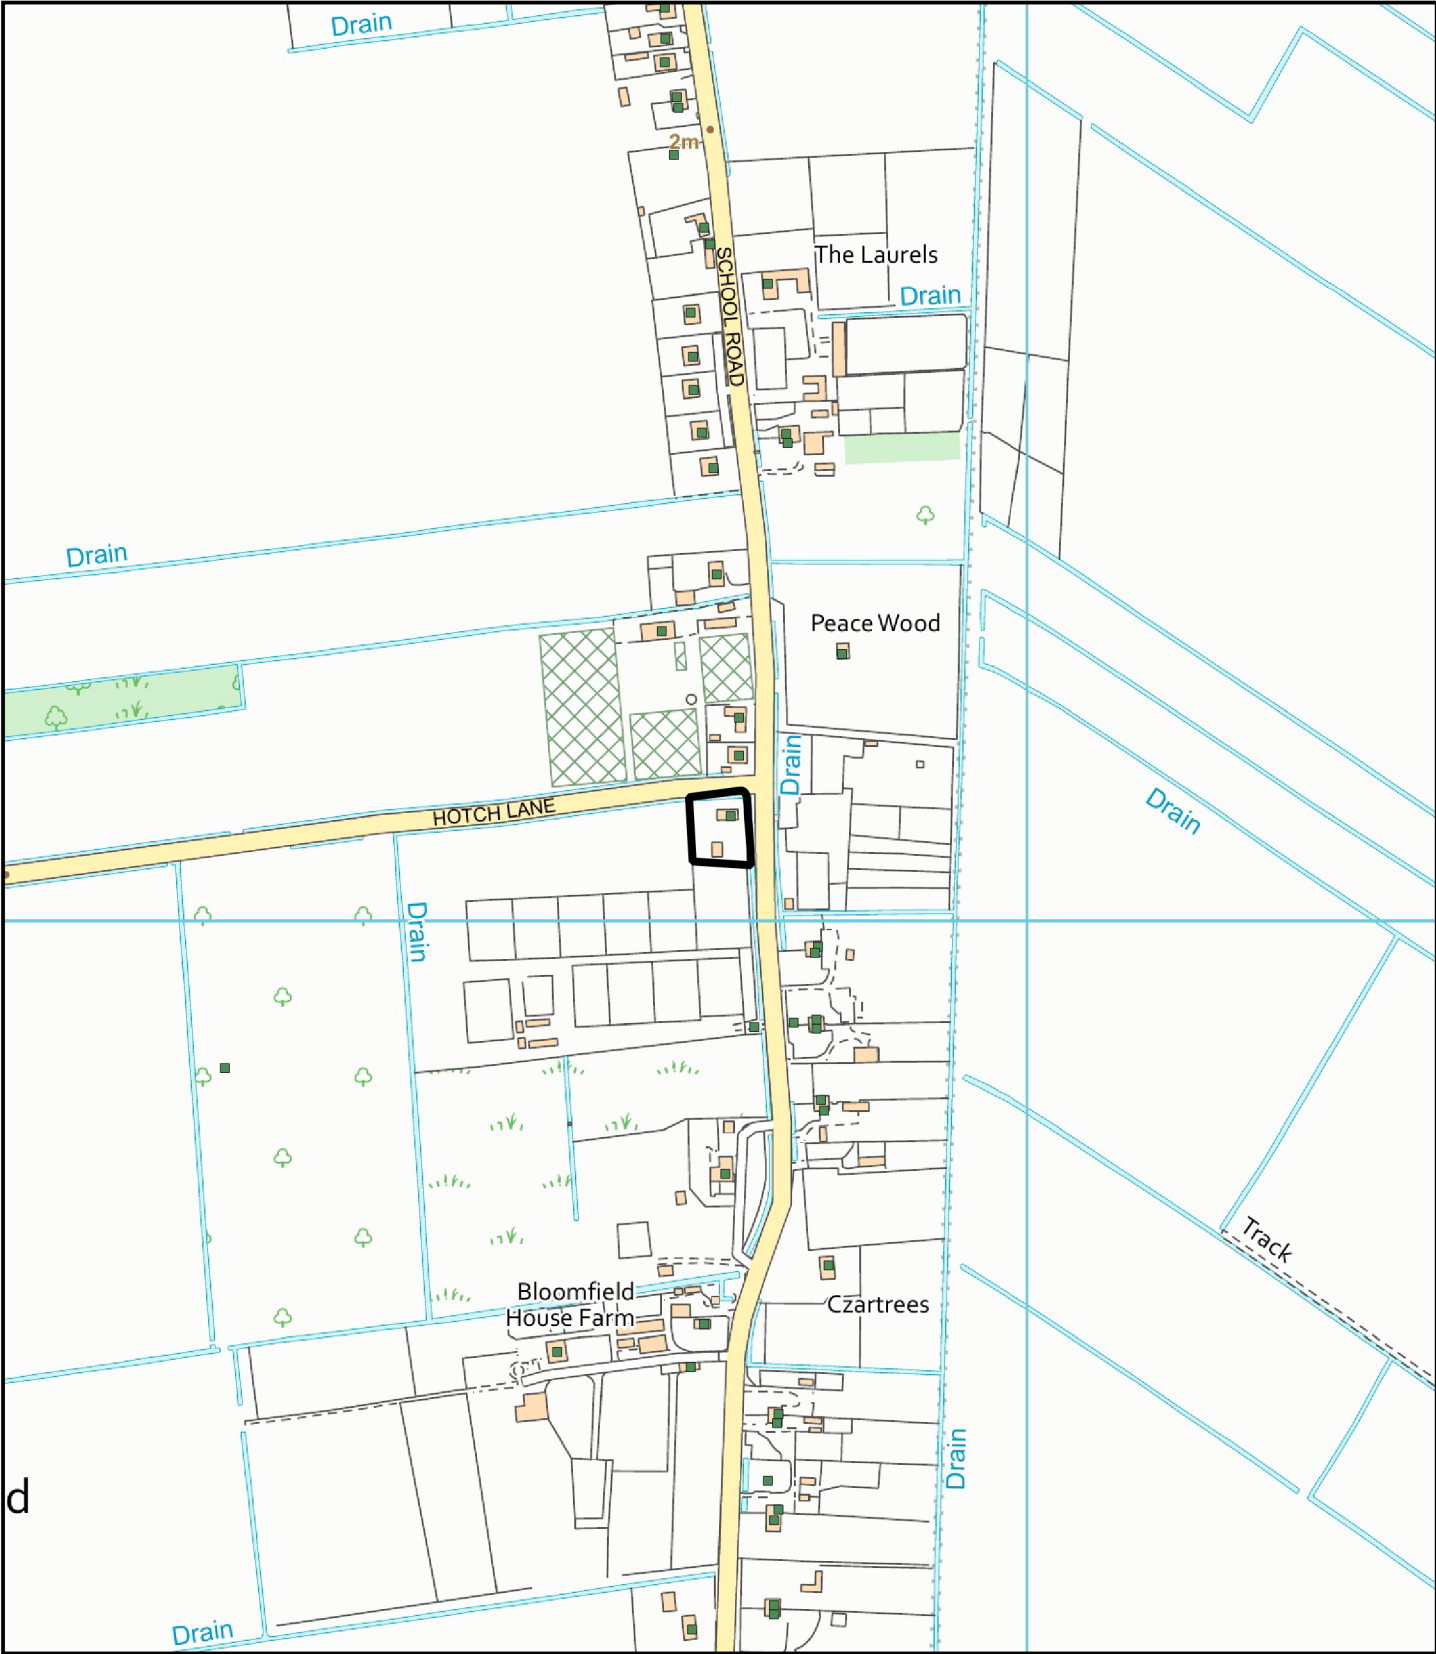 Drain
2m
SCHOOL ROAD
The Laurels
Drain
Drain
Peace Wood
Drain
HOTCH LANE
Drain
Drain
Track
Bloomfield
House Farm
Czartrees
Drain
d
Drain